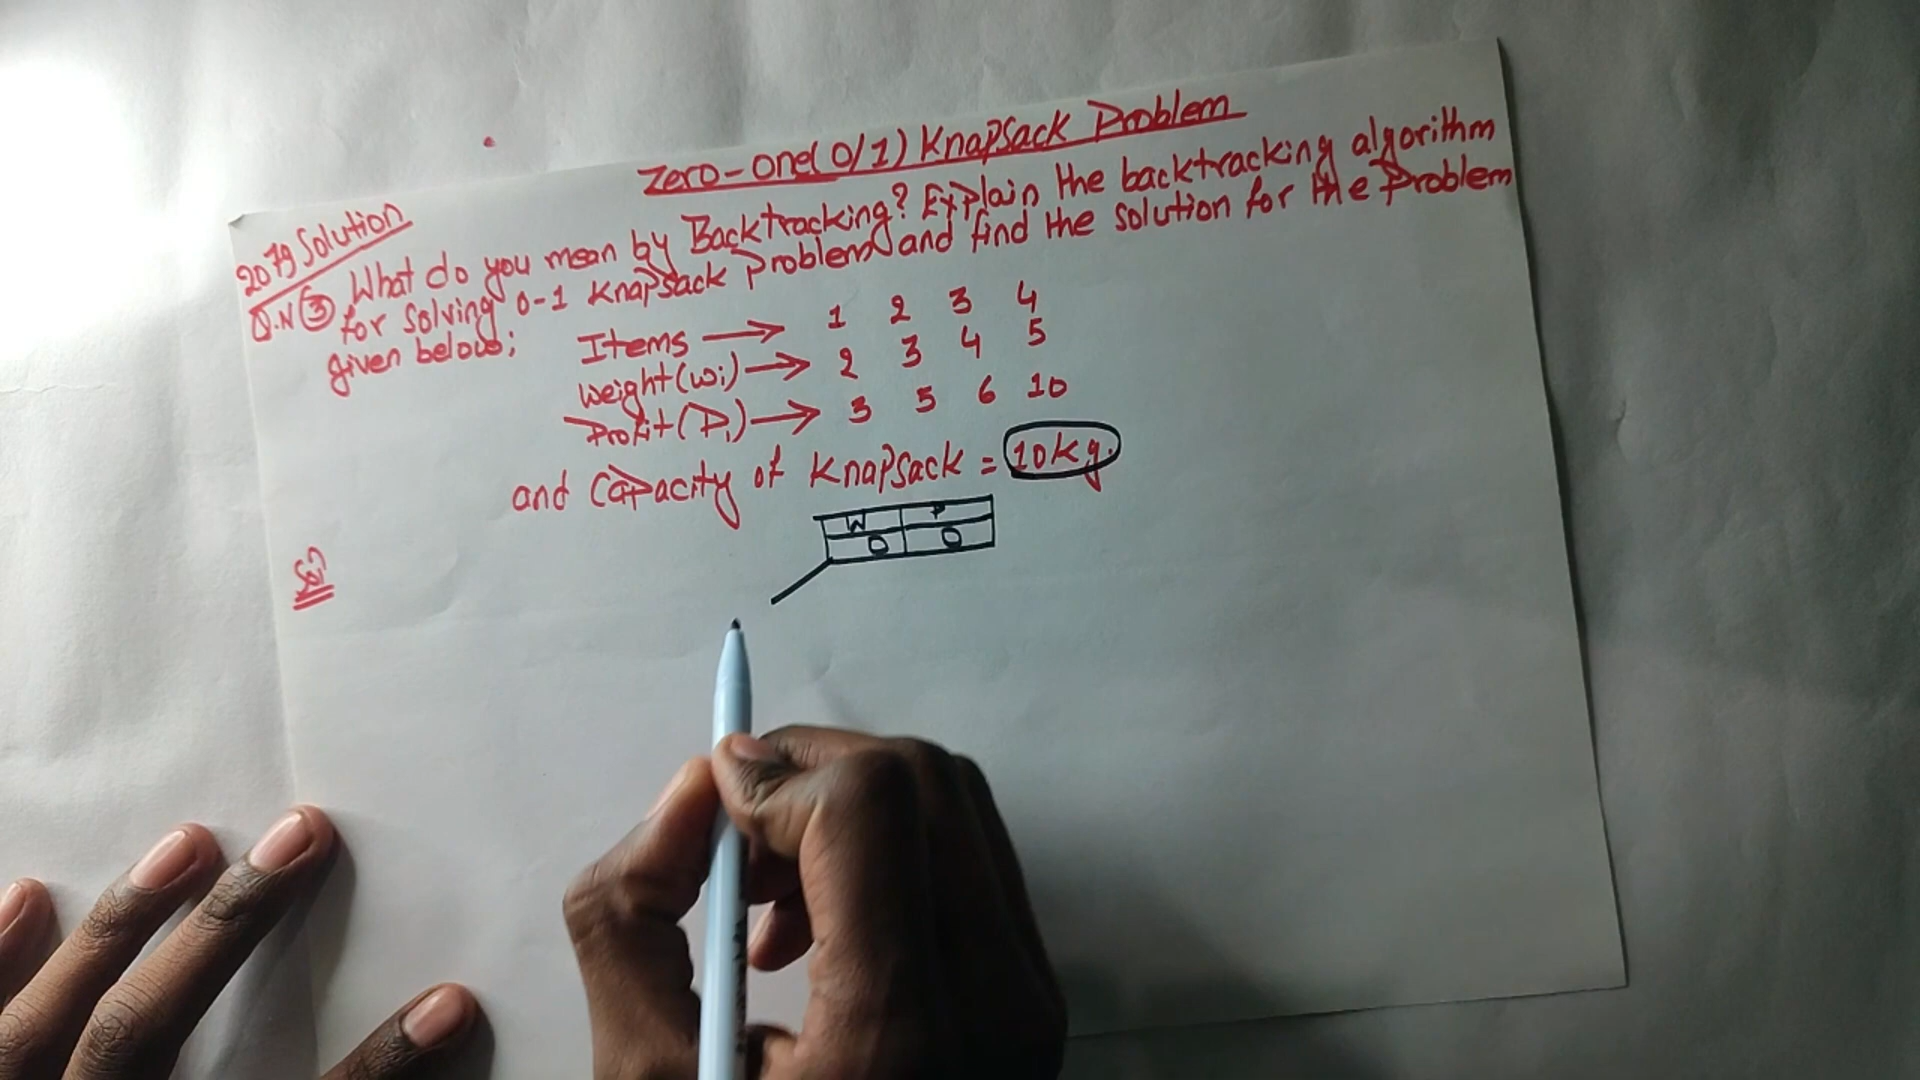 Zero-One(0/1) Knapsack Problem
2079 Solution
Q.N (3) What do you mean by Backtracking? Explain the backtracking algorithm
for solving 0-1 knapsack problem and find the solution for the problem
given below;
Items → 1 2 3 4
Weight(wi) → 2 3 4 5
Profit(Pi) → 3 5 6 10
and Capacity of Knapsack = 10kg.
W P
0 0
Sol